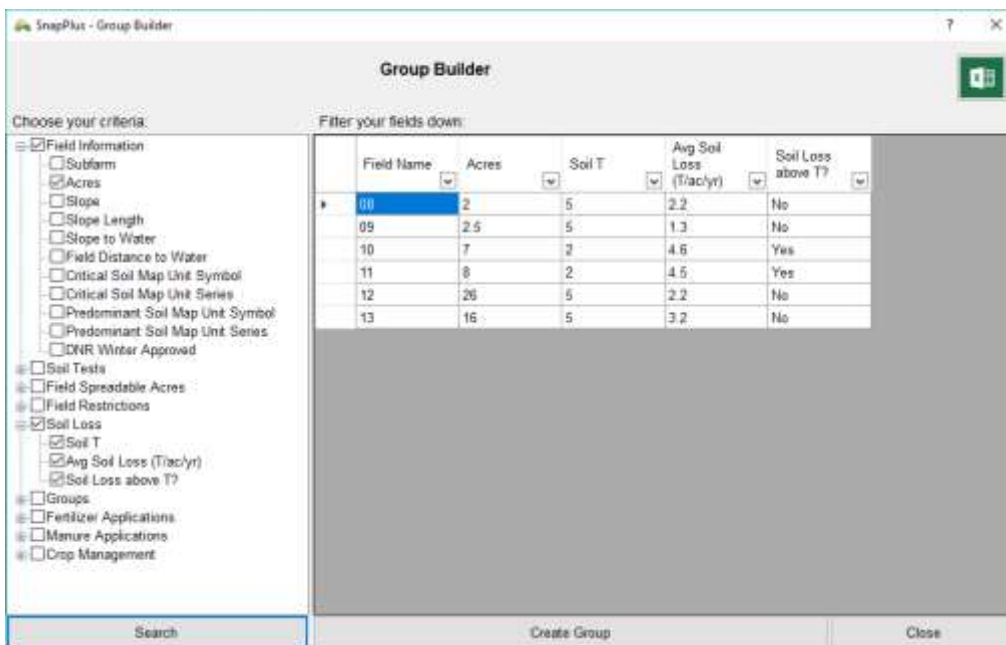 SnapPlus - Group Builder
?
Group Builder
Choose your criteria:
Filter your fields down:
Field Information
Subfarm
Acres
Slope
Slope Length
Slope to Water
Field Distance to Water
Critical Soil Map Unit Symbol
Critical Soil Map Unit Series
Predominant Soil Map Unit Symbol
Predominant Soil Map Unit Series
DNR Winter Approved
Soil Tests
Field Spreadable Acres
Field Restrictions
Soil Loss
Soil T
Avg Soil Loss (T/ac/yr)
Soil Loss above T?
Groups
Fertilizer Applications
Manure Applications
Crop Management
Field Name Acres Soil T Avg Soil Loss (T/ac/yr) Soil Loss above T?
08 2 5 2.2 No
09 2.5 5 1.3 No
10 7 2 4.6 Yes
11 8 2 4.5 Yes
12 26 5 2.2 No
13 16 5 3.2 No
Search
Create Group
Close